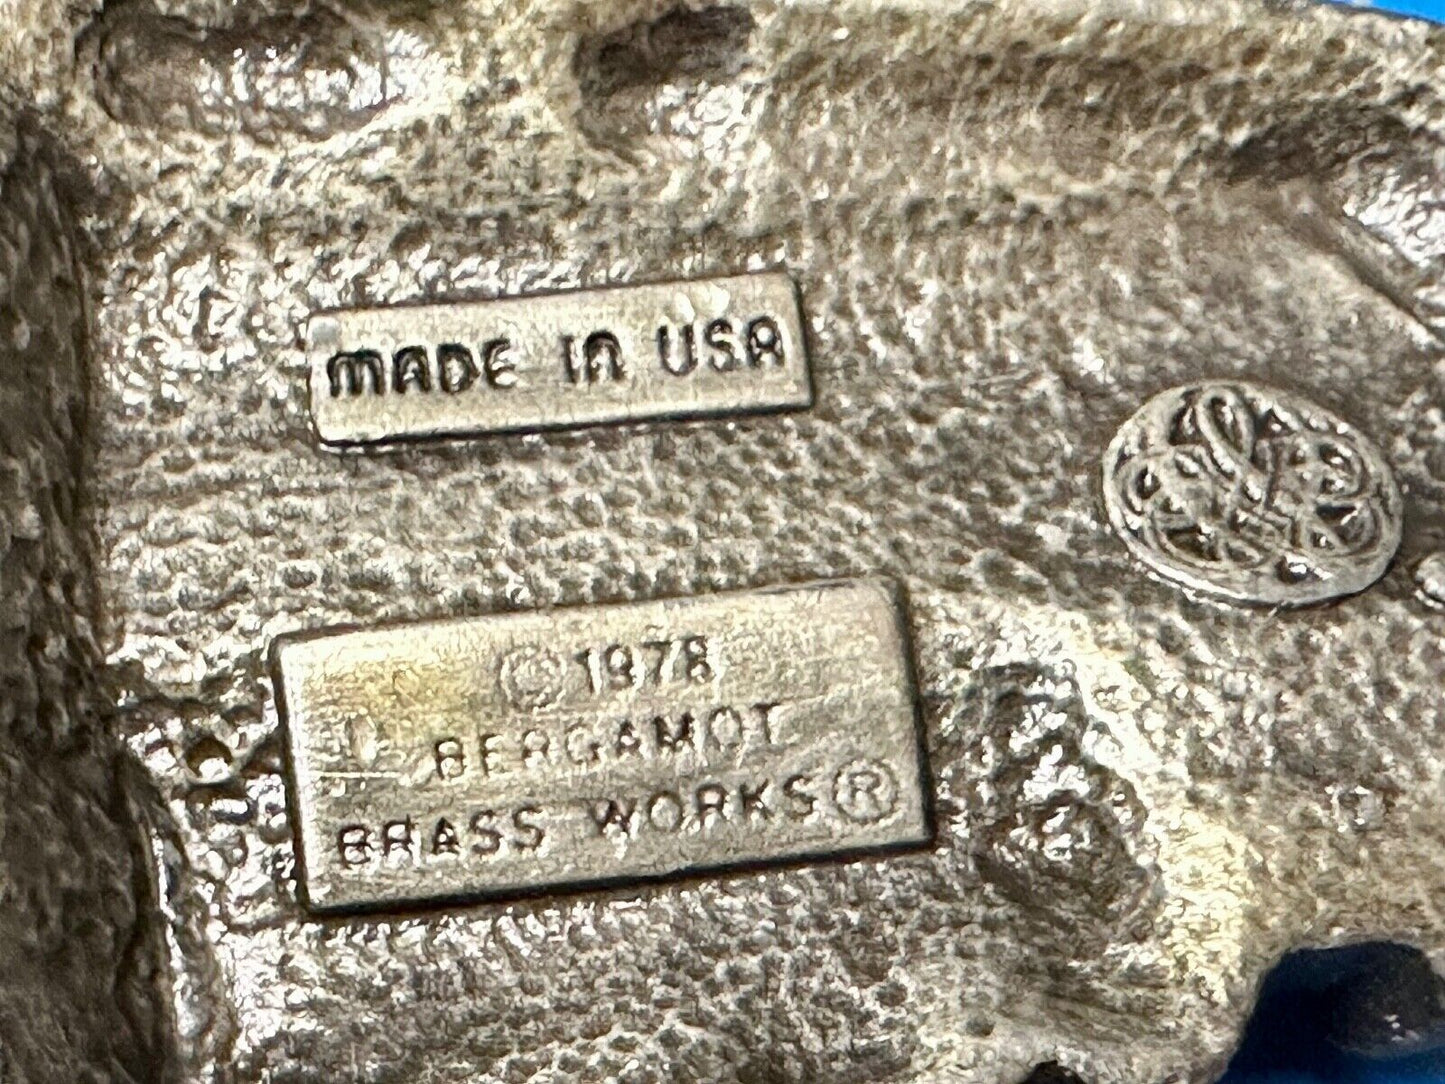 MADE IN USA
© 1978
BERGAMOT
BRASS WORKS ®